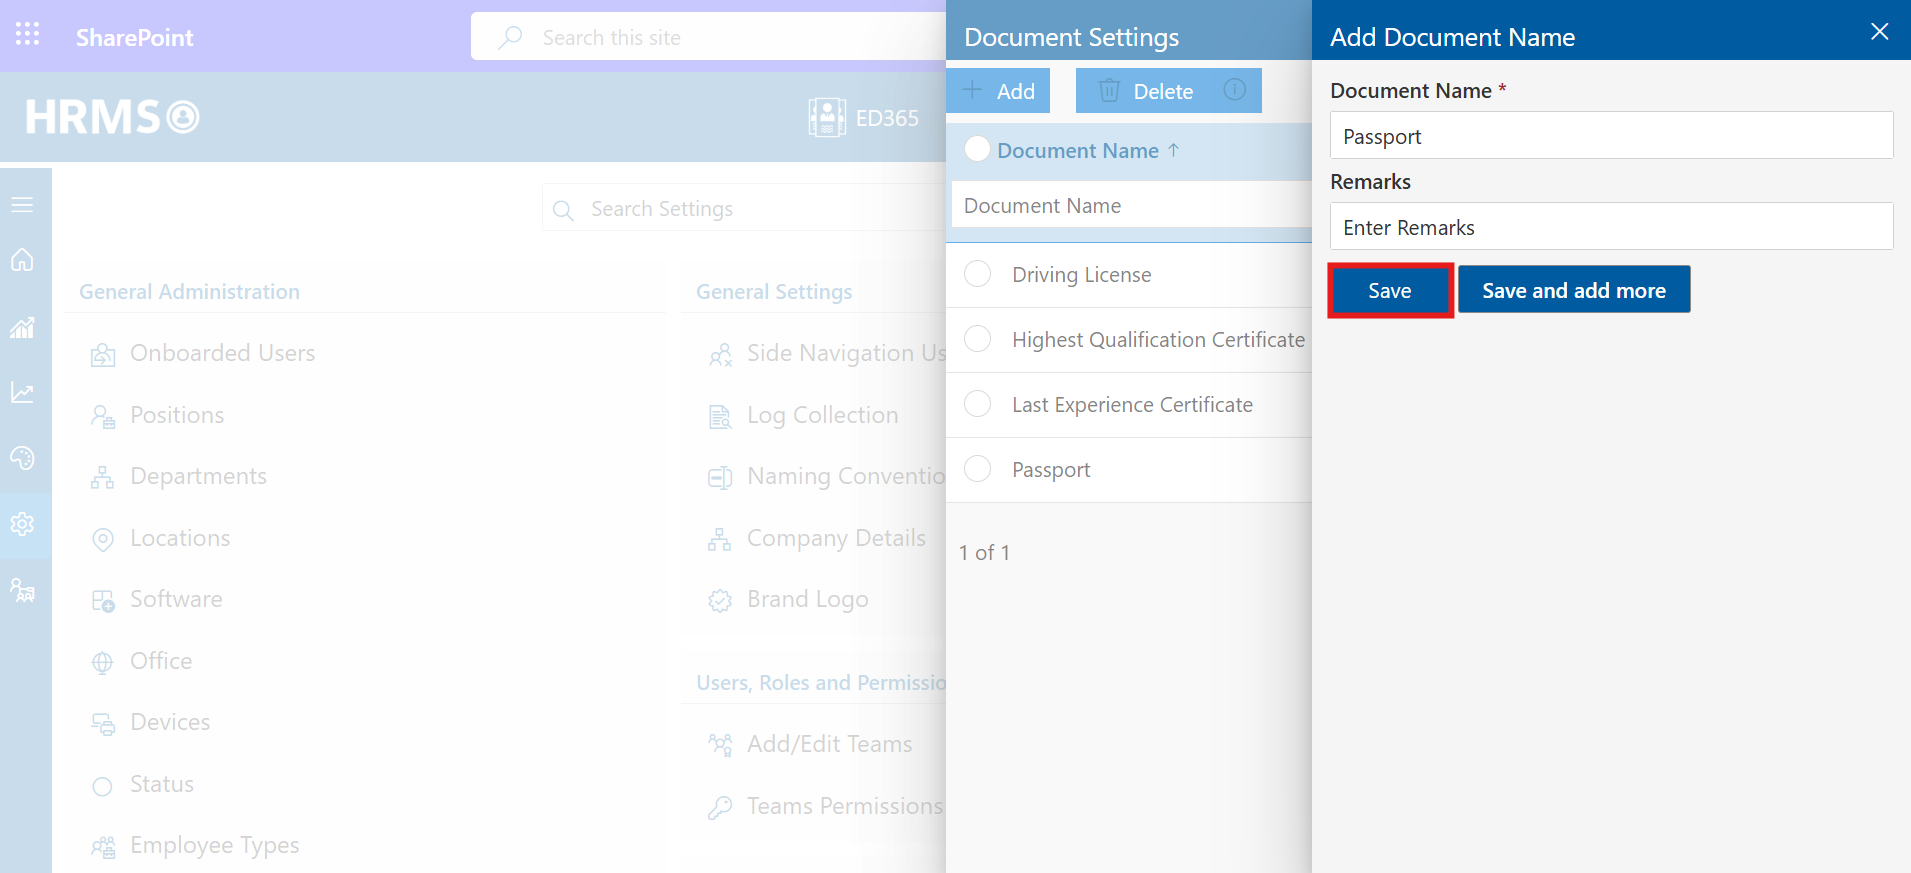 SharePoint
Search this site
HRMS
ED365
Search Settings
General Administration
Onboarded Users
Positions
Departments
Locations
Software
Office
Devices
Status
Employee Types
General Settings
Side Navigation Us
Log Collection
Naming Conventio
Company Details
Brand Logo
Users, Roles and Permissio
Add/Edit Teams
Teams Permissions
Document Settings
Add
Delete
Document Name ↑
Document Name
Driving License
Highest Qualification Certificate
Last Experience Certificate
Passport
1 of 1
Add Document Name
Document Name *
Passport
Remarks
Enter Remarks
Save
Save and add more